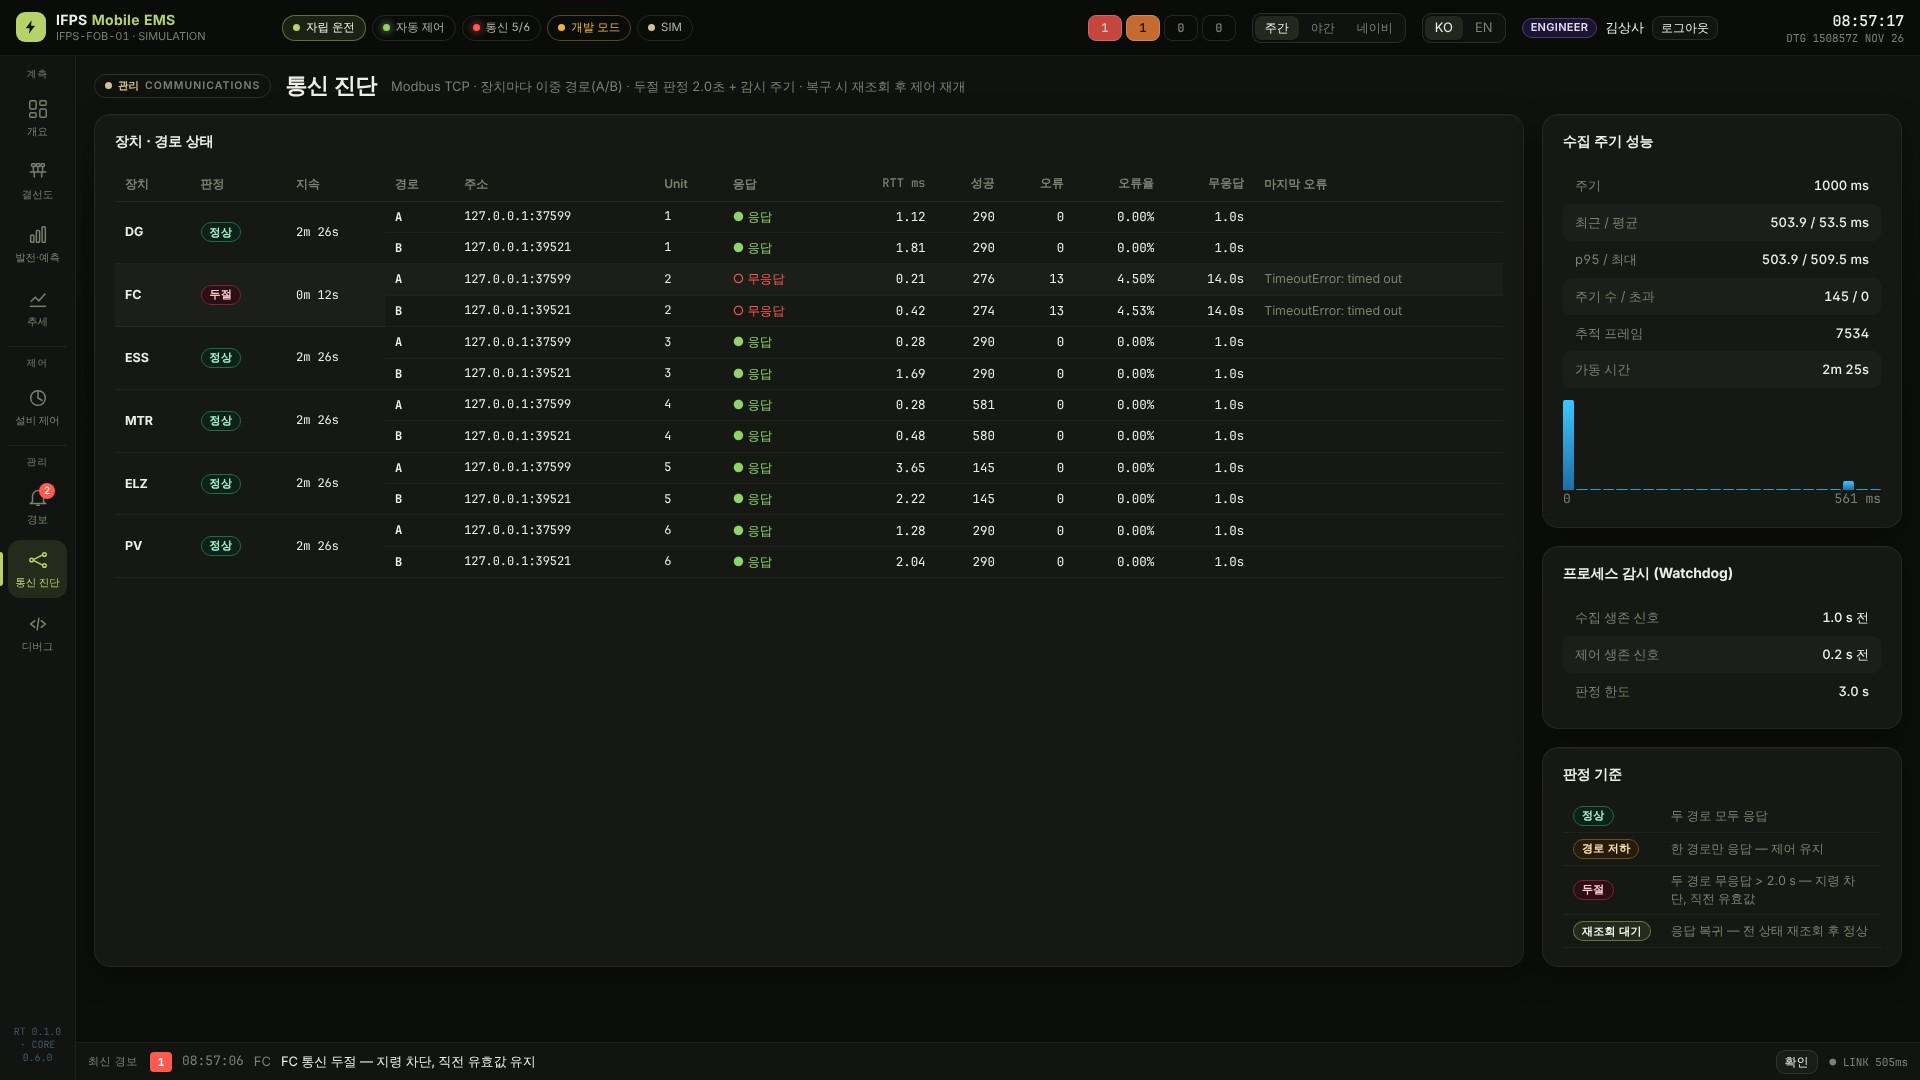 IFPS Mobile EMS
IFPS-FOB-01 · SIMULATION
자립 운전
자동 제어
통신 5/6
개발 모드
SIM
1 1 0 0
주간 야간 네이비
KO EN
ENGINEER 김상사 로그아웃
08:57:17
DTG 150857Z NOV 26
계측
개요
결선도
발전·예측
추세
제어
설비 제어
관리
2
경보
통신 진단
디버그
RT 0.1.0
· CORE
0.6.0
관리 COMMUNICATIONS
통신 진단
Modbus TCP · 장치마다 이중 경로(A/B) · 두절 판정 2.0초 + 감시 주기 · 복구 시 재조회 후 제어 재개
장치 · 경로 상태
장치 판정 지속 경로 주소 Unit 응답 RTT ms 성공 오류 오류율 무응답 마지막 오류
DG 정상 2m 26s
A 127.0.0.1:37599 1 응답 1.12 290 0 0.00% 1.0s
B 127.0.0.1:39521 1 응답 1.81 290 0 0.00% 1.0s
FC 두절 0m 12s
A 127.0.0.1:37599 2 무응답 0.21 276 13 4.50% 14.0s TimeoutError: timed out
B 127.0.0.1:39521 2 무응답 0.42 274 13 4.53% 14.0s TimeoutError: timed out
ESS 정상 2m 26s
A 127.0.0.1:37599 3 응답 0.28 290 0 0.00% 1.0s
B 127.0.0.1:39521 3 응답 1.69 290 0 0.00% 1.0s
MTR 정상 2m 26s
A 127.0.0.1:37599 4 응답 0.28 581 0 0.00% 1.0s
B 127.0.0.1:39521 4 응답 0.48 580 0 0.00% 1.0s
ELZ 정상 2m 26s
A 127.0.0.1:37599 5 응답 3.65 145 0 0.00% 1.0s
B 127.0.0.1:39521 5 응답 2.22 145 0 0.00% 1.0s
PV 정상 2m 26s
A 127.0.0.1:37599 6 응답 1.28 290 0 0.00% 1.0s
B 127.0.0.1:39521 6 응답 2.04 290 0 0.00% 1.0s
수집 주기 성능
주기 1000 ms
최근 / 평균 503.9 / 53.5 ms
p95 / 최대 503.9 / 509.5 ms
주기 수 / 초과 145 / 0
추적 프레임 7534
가동 시간 2m 25s
0 561 ms
프로세스 감시 (Watchdog)
수집 생존 신호 1.0 s 전
제어 생존 신호 0.2 s 전
판정 한도 3.0 s
판정 기준
정상 두 경로 모두 응답
경로 저하 한 경로만 응답 — 제어 유지
두절 두 경로 무응답 > 2.0 s — 지령 차
단, 직전 유효값
재조회 대기 응답 복귀 — 전 상태 재조회 후 정상
최신 경보 1 08:57:06 FC FC 통신 두절 — 지령 차단, 직전 유효값 유지
확인 LINK 505ms